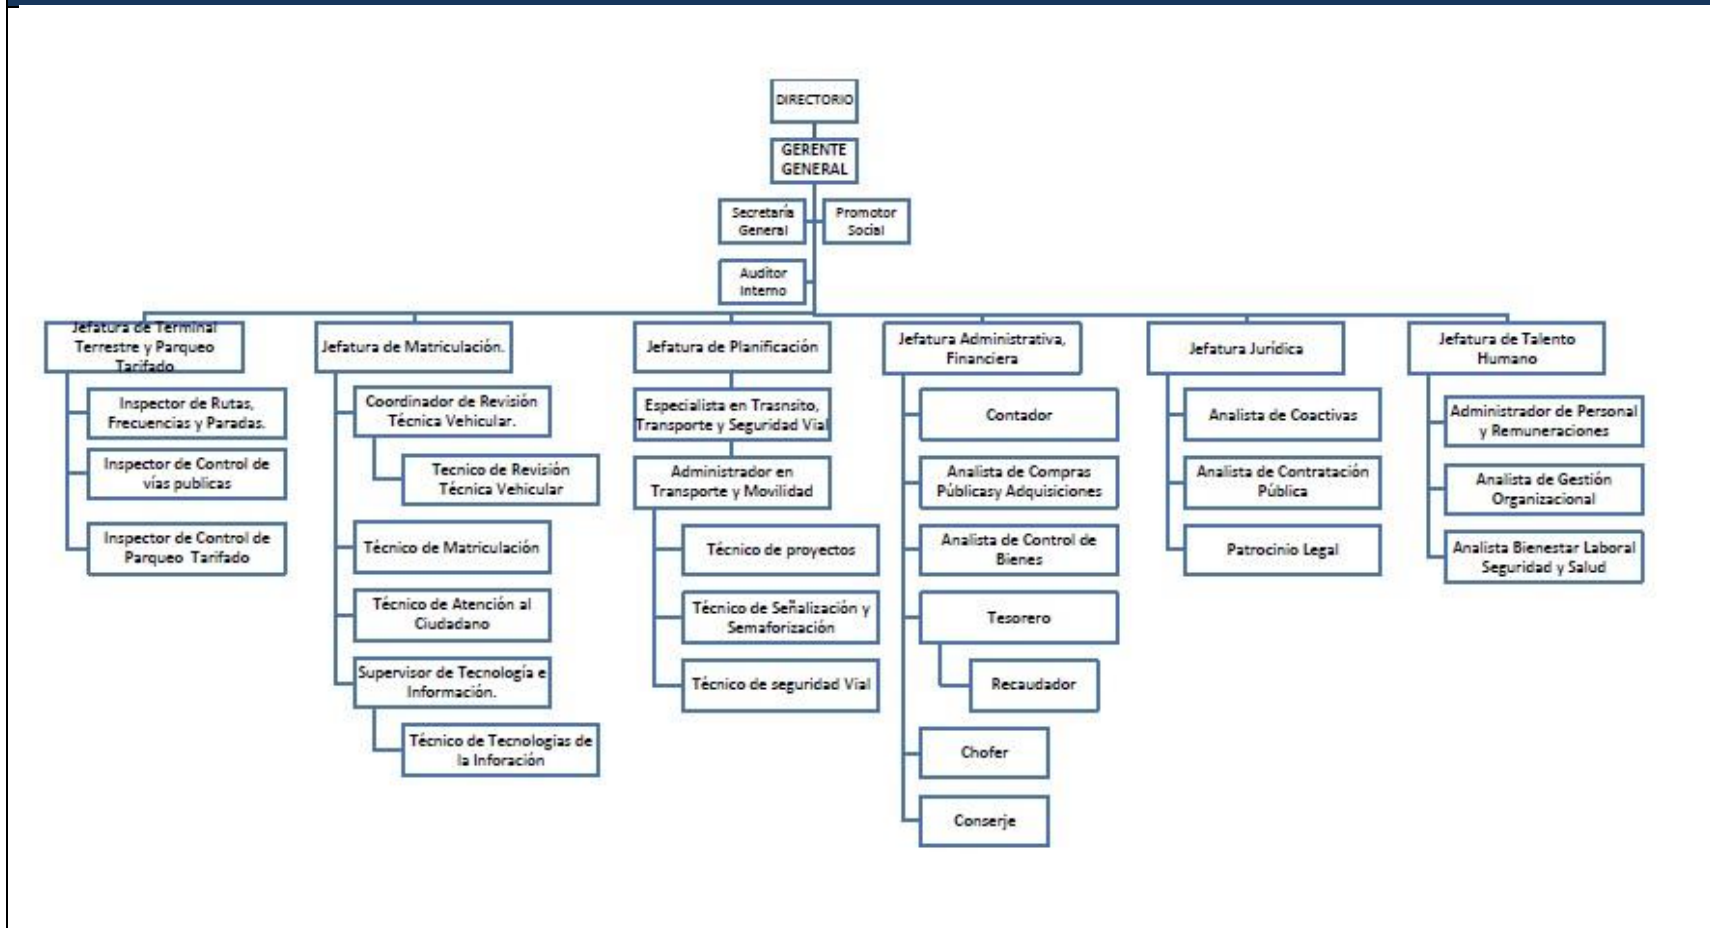 DIRECTORIO
GERENTE
GENERAL
Secretaría
General
Promotor
Social
Auditor
Interno
Jefatura de Terminal
Terrestre y Parqueo
Tarifado
Inspector de Rutas,
Frecuencias y Paradas.
Inspector de Control de
vías publicas
Inspector de Control de
Parqueo Tarifado
Jefatura de Matriculación.
Coordinador de Revisión
Técnica Vehicular.
Tecnico de Revisión
Técnica Vehicular
Técnico de Matriculación
Técnico de Atención al
Ciudadano
Supervisor de Tecnología e
Información.
Técnico de Tecnologias de
la Inforación
Jefatura de Planificación
Especialista en Trasnsito,
Transporte y Seguridad Vial
Administrador en
Transporte y Movilidad
Técnico de proyectos
Técnico de Señalización y
Semaforización
Técnico de seguridad Vial
Jefatura Administrativa,
Financiera
Contador
Analista de Compras
Públicasy Adquisiciones
Analista de Control de
Bienes
Tesorero
Recaudador
Chofer
Conserje
Jefatura Jurídica
Analista de Coactivas
Analista de Contratación
Pública
Patrocinio Legal
Jefatura de Talento
Humano
Administrador de Personal
y Remuneraciones
Analista de Gestión
Organizacional
Analista Bienestar Laboral
Seguridad y Salud